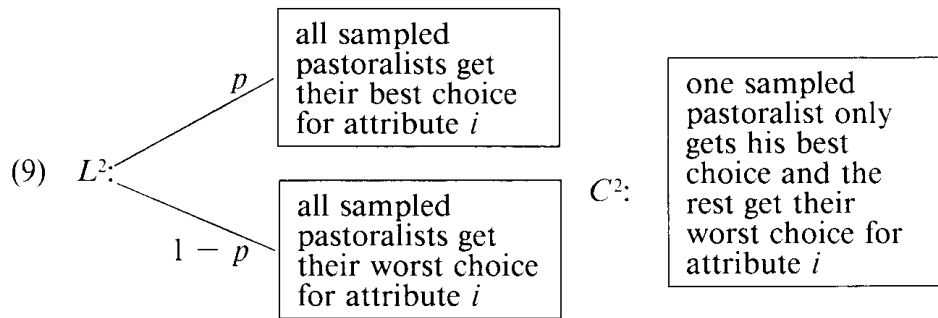 all sampled
pastoralists get
their best choice
for attribute i
p
(9) L²:
all sampled
pastoralists get
their worst choice
for attribute i
1 − p
C²:
one sampled
pastoralist only
gets his best
choice and the
rest get their
worst choice for
attribute i